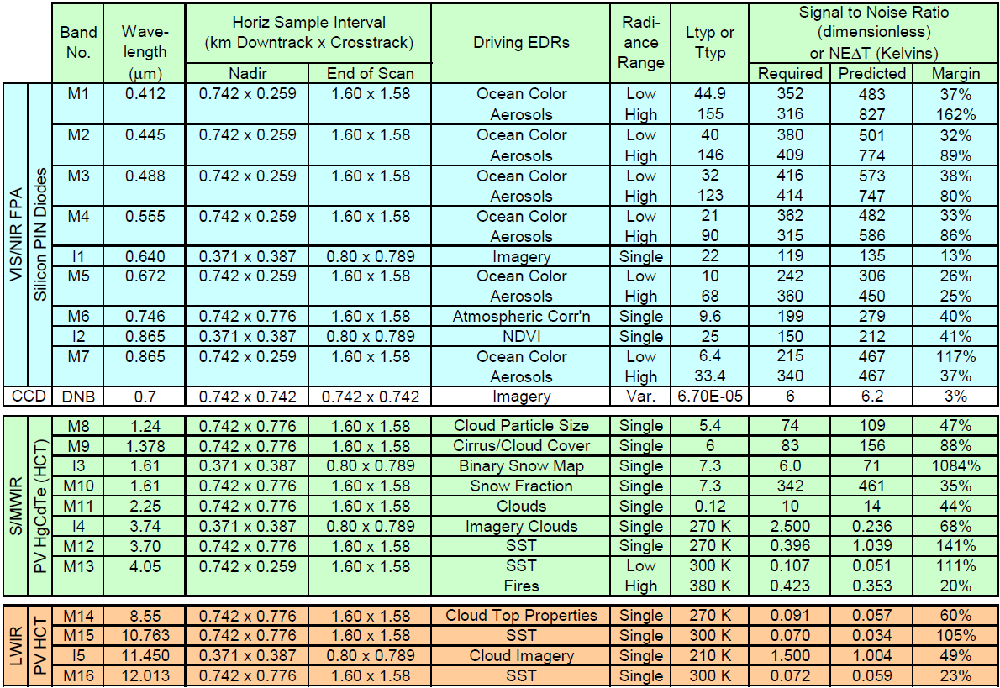 Band No. Wave-length (µm) Horiz Sample Interval (km Downtrack x Crosstrack) Driving EDRs Radi-ance Range Ltyp or Ttyp Signal to Noise Ratio (dimensionless) or NE∆T (Kelvins)
Nadir End of Scan Required Predicted Margin
VIS/NIR FPA
Silicon PIN Diodes
M1 0.412 0.742 x 0.259 1.60 x 1.58 Ocean Color Low 44.9 352 483 37%
Aerosols High 155 316 827 162%
M2 0.445 0.742 x 0.259 1.60 x 1.58 Ocean Color Low 40 380 501 32%
Aerosols High 146 409 774 89%
M3 0.488 0.742 x 0.259 1.60 x 1.58 Ocean Color Low 32 416 573 38%
Aerosols High 123 414 747 80%
M4 0.555 0.742 x 0.259 1.60 x 1.58 Ocean Color Low 21 362 482 33%
Aerosols High 90 315 586 86%
I1 0.640 0.371 x 0.387 0.80 x 0.789 Imagery Single 22 119 135 13%
M5 0.672 0.742 x 0.259 1.60 x 1.58 Ocean Color Low 10 242 306 26%
Aerosols High 68 360 450 25%
M6 0.746 0.742 x 0.776 1.60 x 1.58 Atmospheric Corr'n Single 9.6 199 279 40%
I2 0.865 0.371 x 0.387 0.80 x 0.789 NDVI Single 25 150 212 41%
M7 0.865 0.742 x 0.259 1.60 x 1.58 Ocean Color Low 6.4 215 467 117%
Aerosols High 33.4 340 467 37%
CCD DNB 0.7 0.742 x 0.742 0.742 x 0.742 Imagery Var. 6.70E-05 6 6.2 3%
S/MWIR
PV HgCdTe (HCT)
M8 1.24 0.742 x 0.776 1.60 x 1.58 Cloud Particle Size Single 5.4 74 109 47%
M9 1.378 0.742 x 0.776 1.60 x 1.58 Cirrus/Cloud Cover Single 6 83 156 88%
I3 1.61 0.371 x 0.387 0.80 x 0.789 Binary Snow Map Single 7.3 6.0 71 1084%
M10 1.61 0.742 x 0.776 1.60 x 1.58 Snow Fraction Single 7.3 342 461 35%
M11 2.25 0.742 x 0.776 1.60 x 1.58 Clouds Single 0.12 10 14 44%
I4 3.74 0.371 x 0.387 0.80 x 0.789 Imagery Clouds Single 270 K 2.500 0.236 68%
M12 3.70 0.742 x 0.776 1.60 x 1.58 SST Single 270 K 0.396 1.039 141%
M13 4.05 0.742 x 0.259 1.60 x 1.58 SST Low 300 K 0.107 0.051 111%
Fires High 380 K 0.423 0.353 20%
LWIR
PV HCT
M14 8.55 0.742 x 0.776 1.60 x 1.58 Cloud Top Properties Single 270 K 0.091 0.057 60%
M15 10.763 0.742 x 0.776 1.60 x 1.58 SST Single 300 K 0.070 0.034 105%
I5 11.450 0.371 x 0.387 0.80 x 0.789 Cloud Imagery Single 210 K 1.500 1.004 49%
M16 12.013 0.742 x 0.776 1.60 x 1.58 SST Single 300 K 0.072 0.059 23%